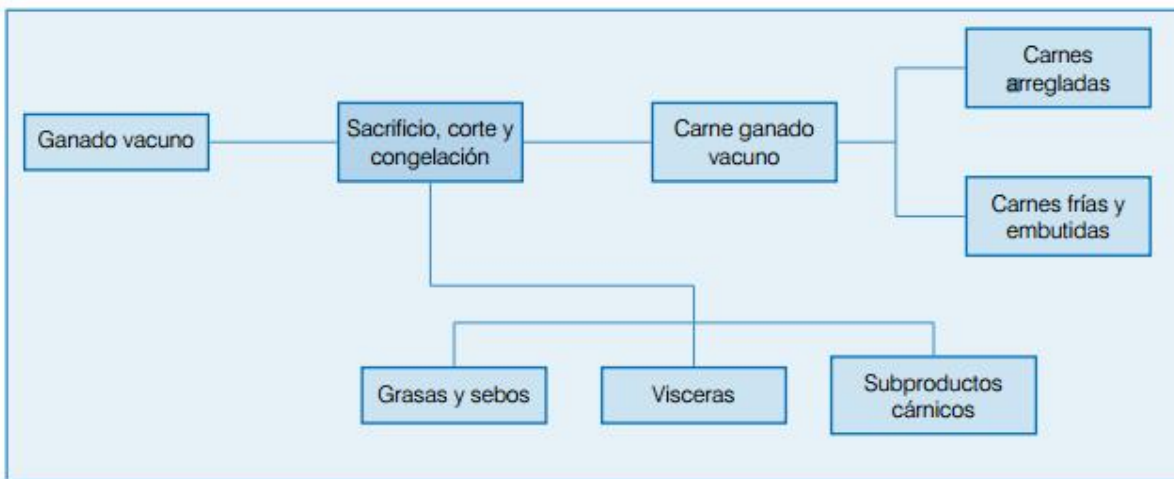 Ganado vacuno
Sacrificio, corte y
congelación
Carne ganado
vacuno
Carnes
arregladas
Carnes frías y
embutidas
Grasas y sebos
Visceras
Subproductos
cárnicos